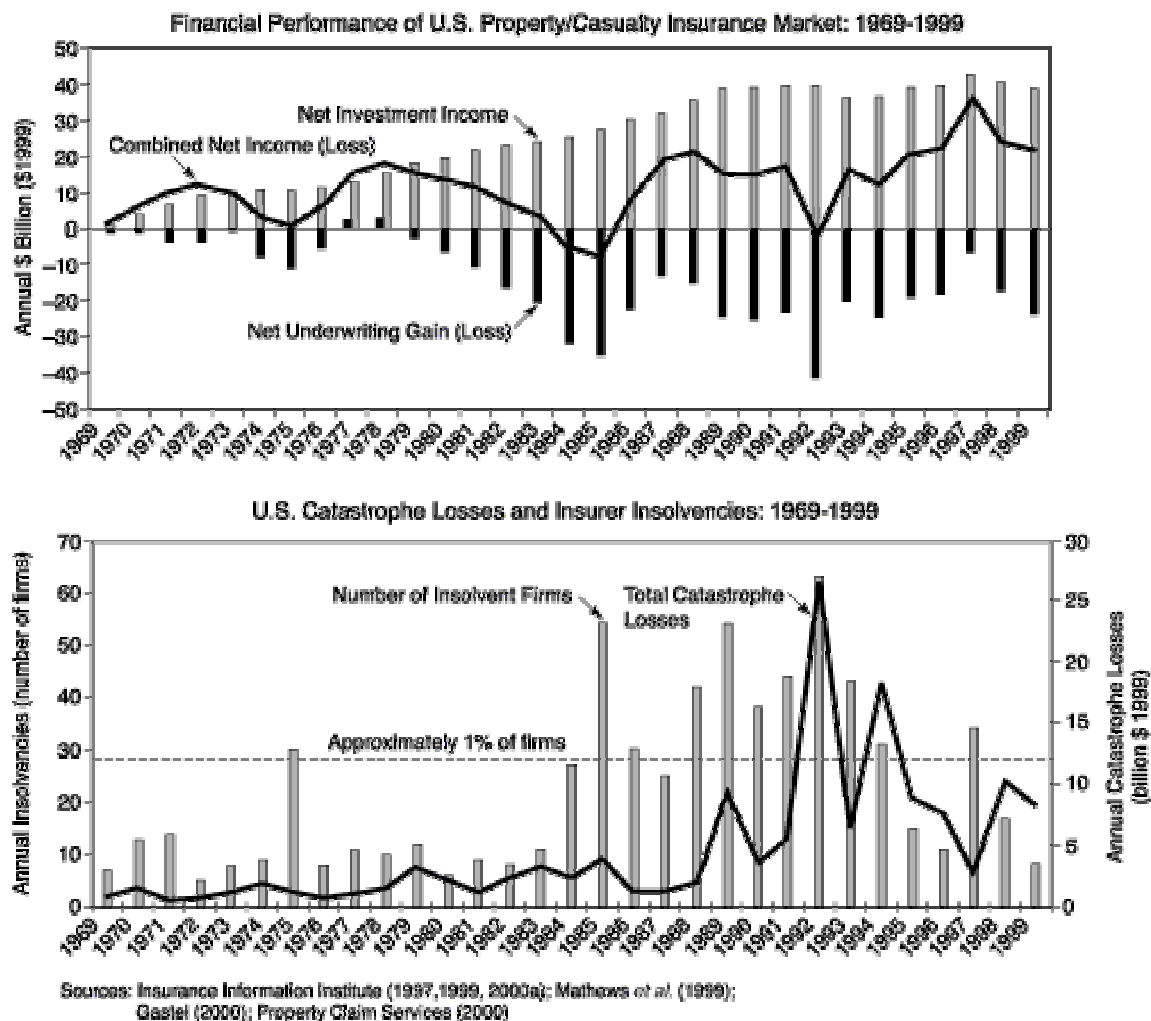 Financial Performance of U.S. Property/Casualty Insurance Market: 1969-1999
Annual $ Billion ($1999)
50
40
30
20
10
0
–10
–20
–30
–40
–50
Net Investment Income
Combined Net Income (Loss)
Net Underwriting Gain (Loss)
1969 1970 1971 1972 1973 1974 1975 1976 1977 1978 1979 1980 1981 1982 1983 1984 1985 1986 1987 1988 1989 1990 1991 1992 1993 1994 1995 1996 1997 1998 1999
U.S. Catastrophe Losses and Insurer Insolvencies: 1969-1999
Annual Insolvencies (number of firms)
70
60
50
40
30
20
10
0
Number of Insolvent Firms
Total Catastrophe
Losses
Approximately 1% of firms
30
25
20
15
10
5
0
Annual Catastrophe Losses
(billion $ 1999)
1969 1970 1971 1972 1973 1974 1975 1976 1977 1978 1979 1980 1981 1982 1983 1984 1985 1986 1987 1988 1989 1990 1991 1992 1993 1994 1995 1996 1997 1998 1999
Sources: Insurance Information Institute (1997,1999, 2000a); Mathews et al. (1999);
Gastel (2000); Property Claim Services (2000)